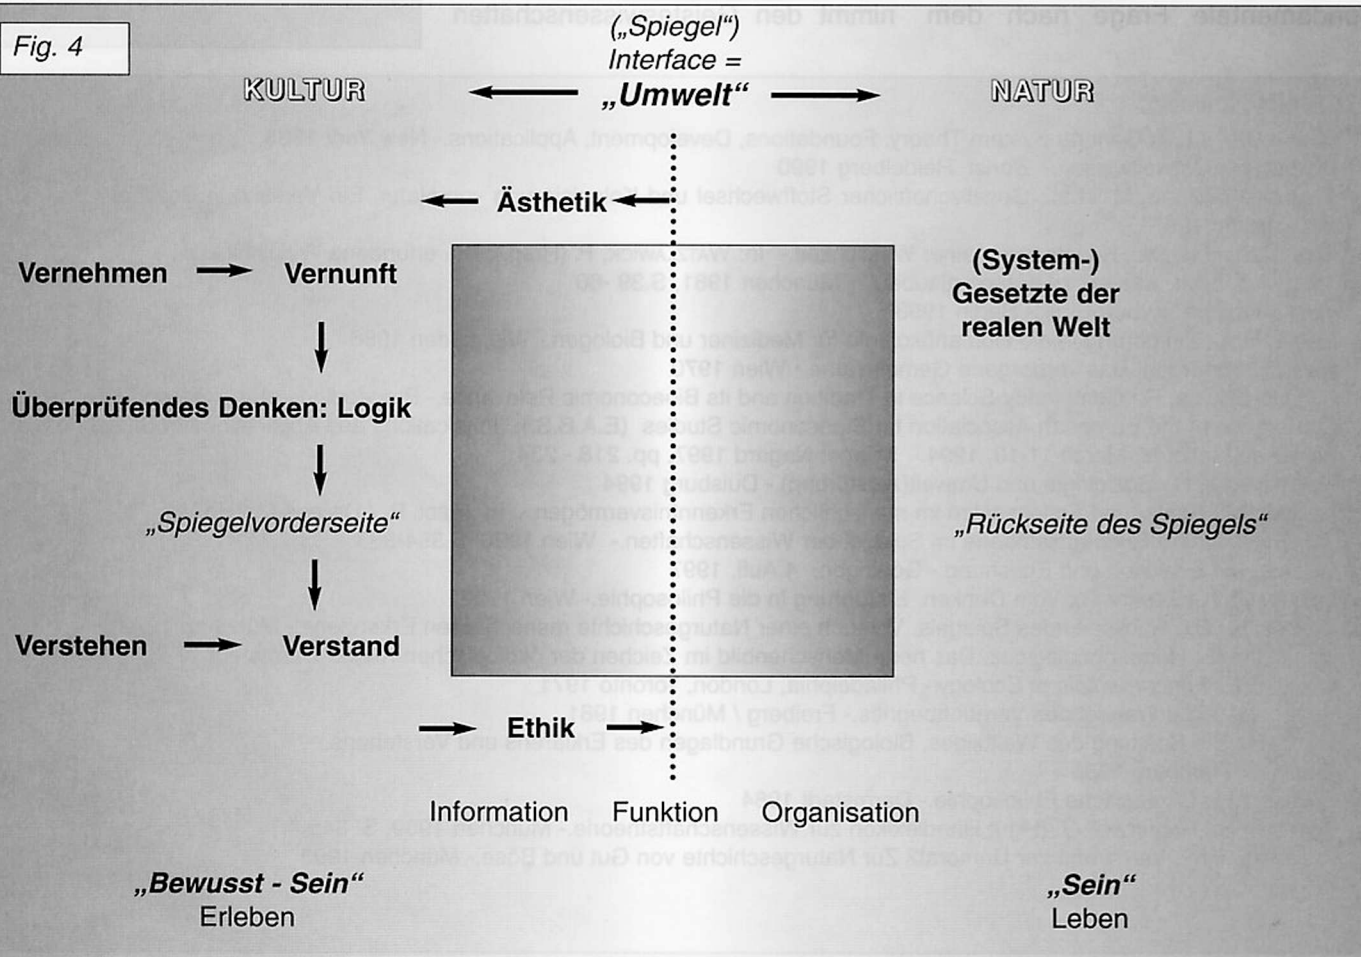 Fig. 4
(„Spiegel“)
Interface =
KULTUR
„Umwelt“
NATUR
Ästhetik
Vernehmen
Vernunft
(System-)
Gesetzte der
realen Welt
Überprüfendes Denken: Logik
„Spiegelvorderseite“
„Rückseite des Spiegels“
Verstehen
Verstand
Ethik
Information
Funktion
Organisation
„Bewusst - Sein“
Erleben
„Sein“
Leben